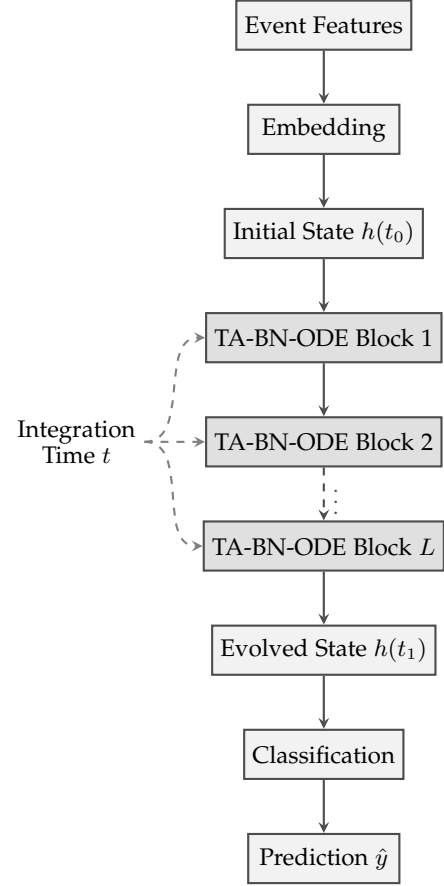 Event Features
Embedding
Initial State h(t₀)
TA-BN-ODE Block 1
Integration
Time t
TA-BN-ODE Block 2
⋮
TA-BN-ODE Block L
Evolved State h(t₁)
Classification
Prediction ŷ